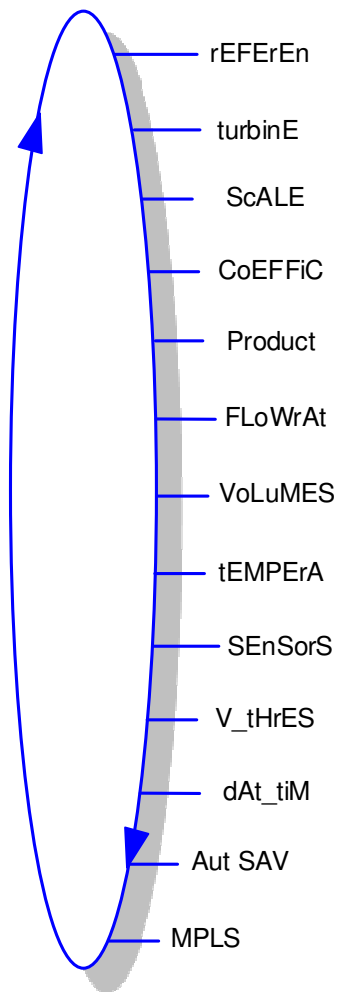 rEFErEn
turbinE
ScALE
CoEFFiC
Product
FLoWrAt
VoLuMES
tEMPErA
SEnSorS
V_tHrES
dAt_tiM
Aut SAV
MPLS